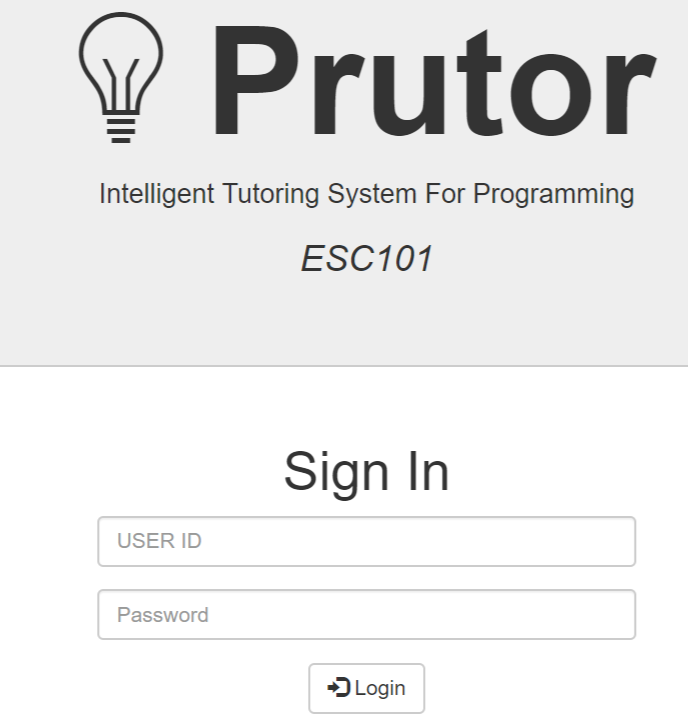 Prutor
Intelligent Tutoring System For Programming
ESC101
Sign In
USER ID
Password
Login